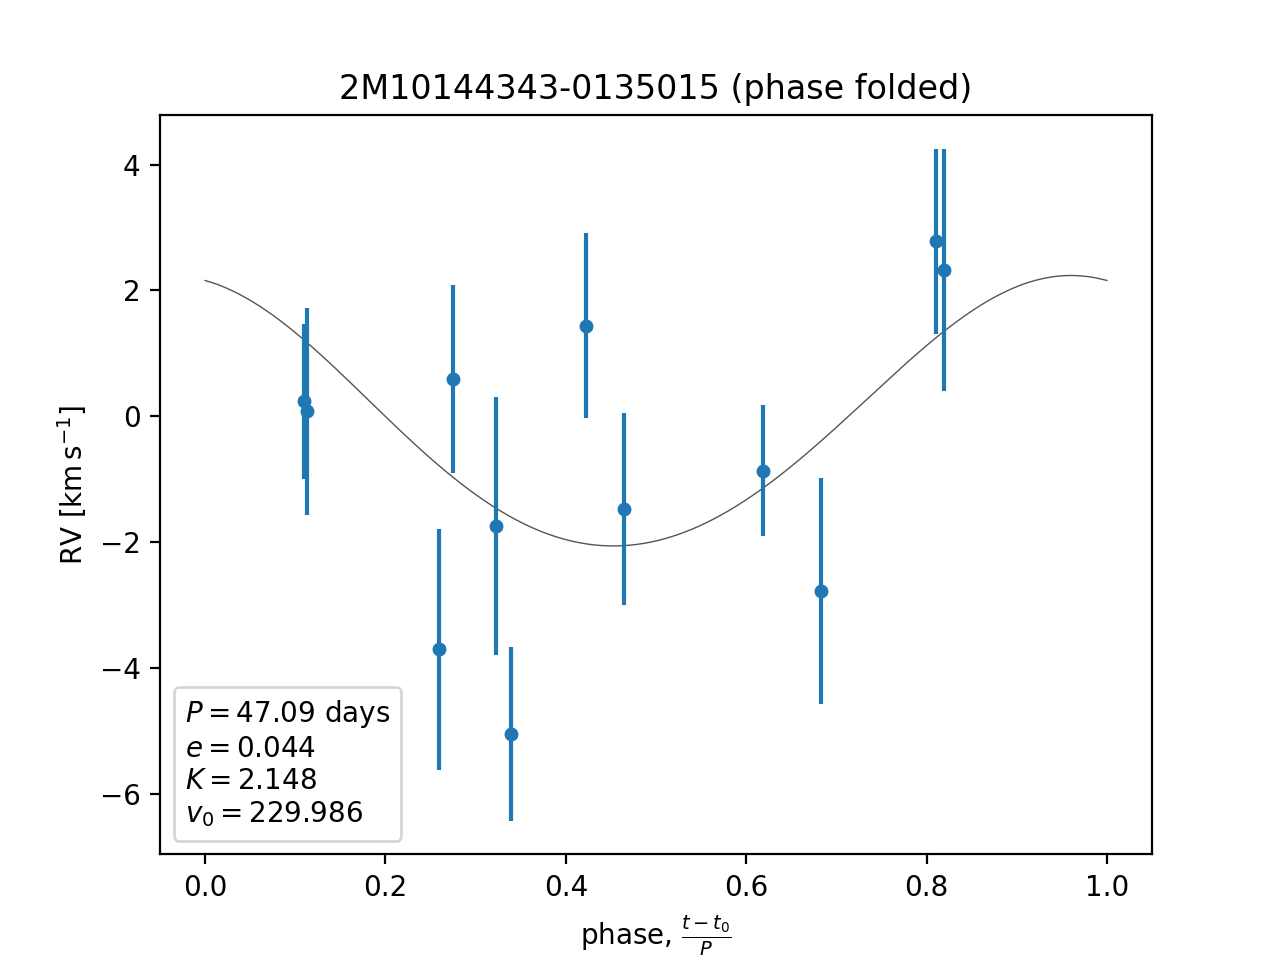 2M10144343-0135015 (phase folded)
RV [km s⁻¹]
4
2
0
−2
−4
−6
P = 47.09 days
e = 0.044
K = 2.148
v₀ = 229.986
0.0 0.2 0.4 0.6 0.8 1.0
phase, (t − t₀)/P